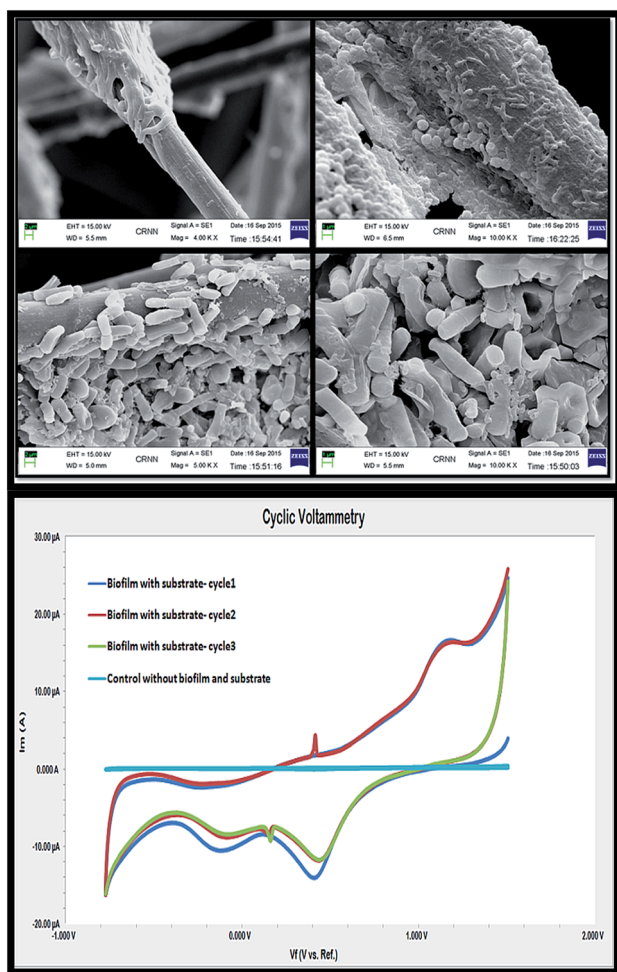 EHT = 15.00 kV Signal A = SE1 Date :16 Sep 2015
WD = 5.5 mm CRNN Mag = 4.00 K X Time :15:54:41 ZEISS
EHT = 15.00 kV Signal A = SE1 Date :16 Sep 2015
WD = 6.5 mm CRNN Mag = 10.00 K X Time :16:22:25 ZEISS
EHT = 15.00 kV Signal A = SE1 Date :16 Sep 2015
WD = 5.0 mm CRNN Mag = 5.00 K X Time :15:51:16 ZEISS
EHT = 15.00 kV Signal A = SE1 Date :16 Sep 2015
WD = 5.5 mm CRNN Mag = 10.00 K X Time :15:50:03 ZEISS
Cyclic Voltammetry
30.00 µA
Biofilm with substrate- cycle1
20.00 µA
Biofilm with substrate- cycle2
Biofilm with substrate- cycle3
10.00 µA
Control without biofilm and substrate
Im (A)
0.000 A
-10.00 µA
-20.00 µA
-1.000 V 0.000 V 1.000 V 2.000 V
Vf (V vs. Ref.)